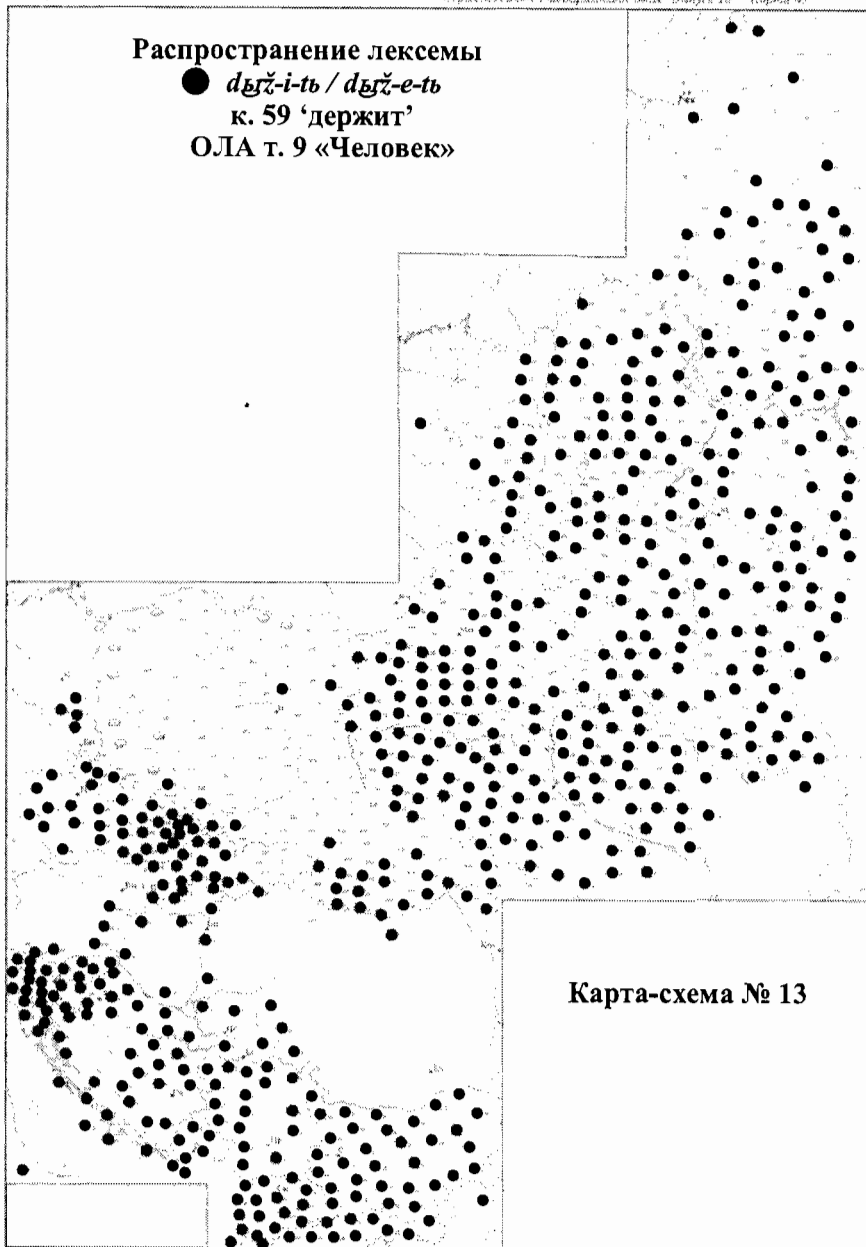 Распространение лексемы
● dьrž-i-tь / dьrž-e-tь
к. 59 ‘держит’
ОЛА т. 9 «Человек»
Карта-схема № 13